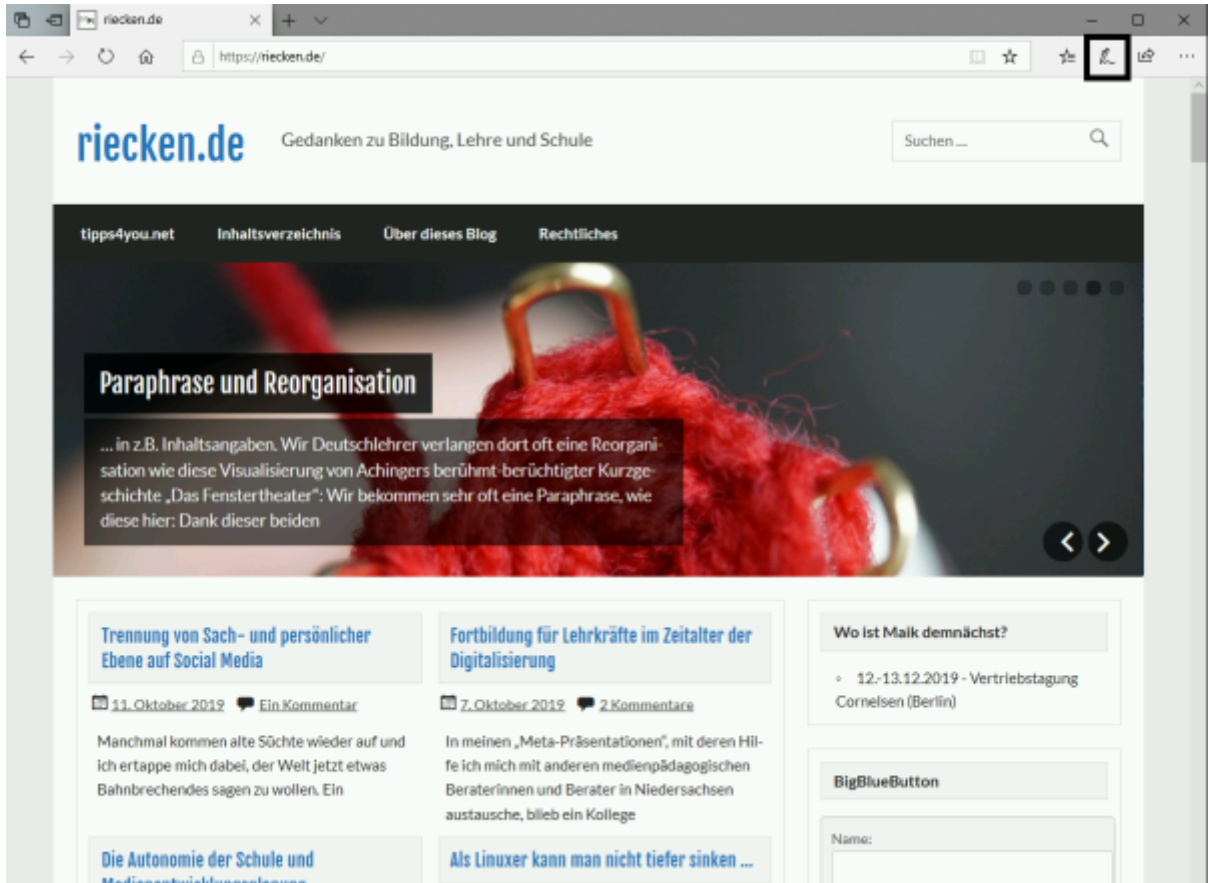 riecken.de
https://riecken.de/
riecken.de
Gedanken zu Bildung, Lehre und Schule
Suchen ...
tipps4you.net Inhaltsverzeichnis Über dieses Blog Rechtliches
Paraphrase und Reorganisation
... in z.B. Inhaltsangaben. Wir Deutschlehrer verlangen dort oft eine Reorgani-
sation wie diese Visualisierung von Achingers berühmt-berüchtigter Kurzge-
schichte „Das Fenstertheater“: Wir bekommen sehr oft eine Paraphrase, wie
diese hier: Dank dieser beiden
Trennung von Sach- und persönlicher
Ebene auf Social Media
11. Oktober 2019 Ein Kommentar
Manchmal kommen alte Süchte wieder auf und
ich ertappe mich dabei, der Welt jetzt etwas
Bahnbrechendes sagen zu wollen. Ein
Fortbildung für Lehrkräfte im Zeitalter der
Digitalisierung
7. Oktober 2019 2 Kommentare
In meinen „Meta-Präsentationen“, mit deren Hil-
fe ich mich mit anderen medienpädagogischen
Beraterinnen und Berater in Niedersachsen
austausche, blieb ein Kollege
Die Autonomie der Schule und
Medienentwicklungsplanung
Als Linuxer kann man nicht tiefer sinken ...
Wo ist Maik demnächst?
12.-13.12.2019 - Vertriebstagung
Cornelsen (Berlin)
BigBlueButton
Name: